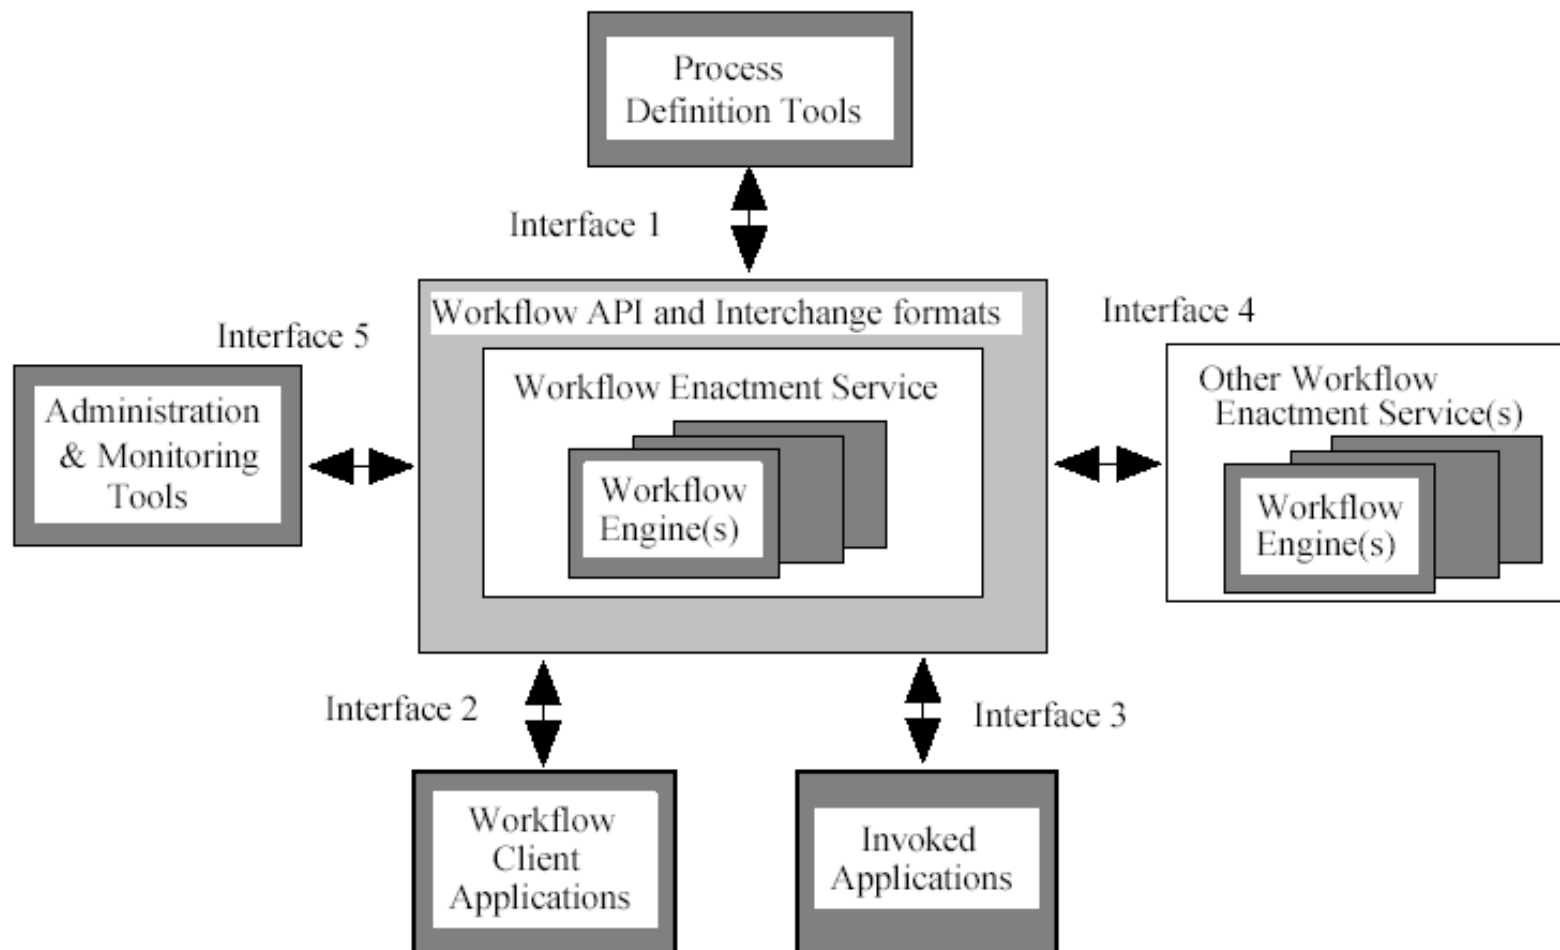 Process
Definition Tools
Interface 1
Workflow API and Interchange formats
Interface 4
Interface 5
Workflow Enactment Service
Workflow
Engine(s)
Other Workflow
Enactment Service(s)
Workflow
Engine(s)
Administration
& Monitoring
Tools
Interface 2
Interface 3
Workflow
Client
Applications
Invoked
Applications